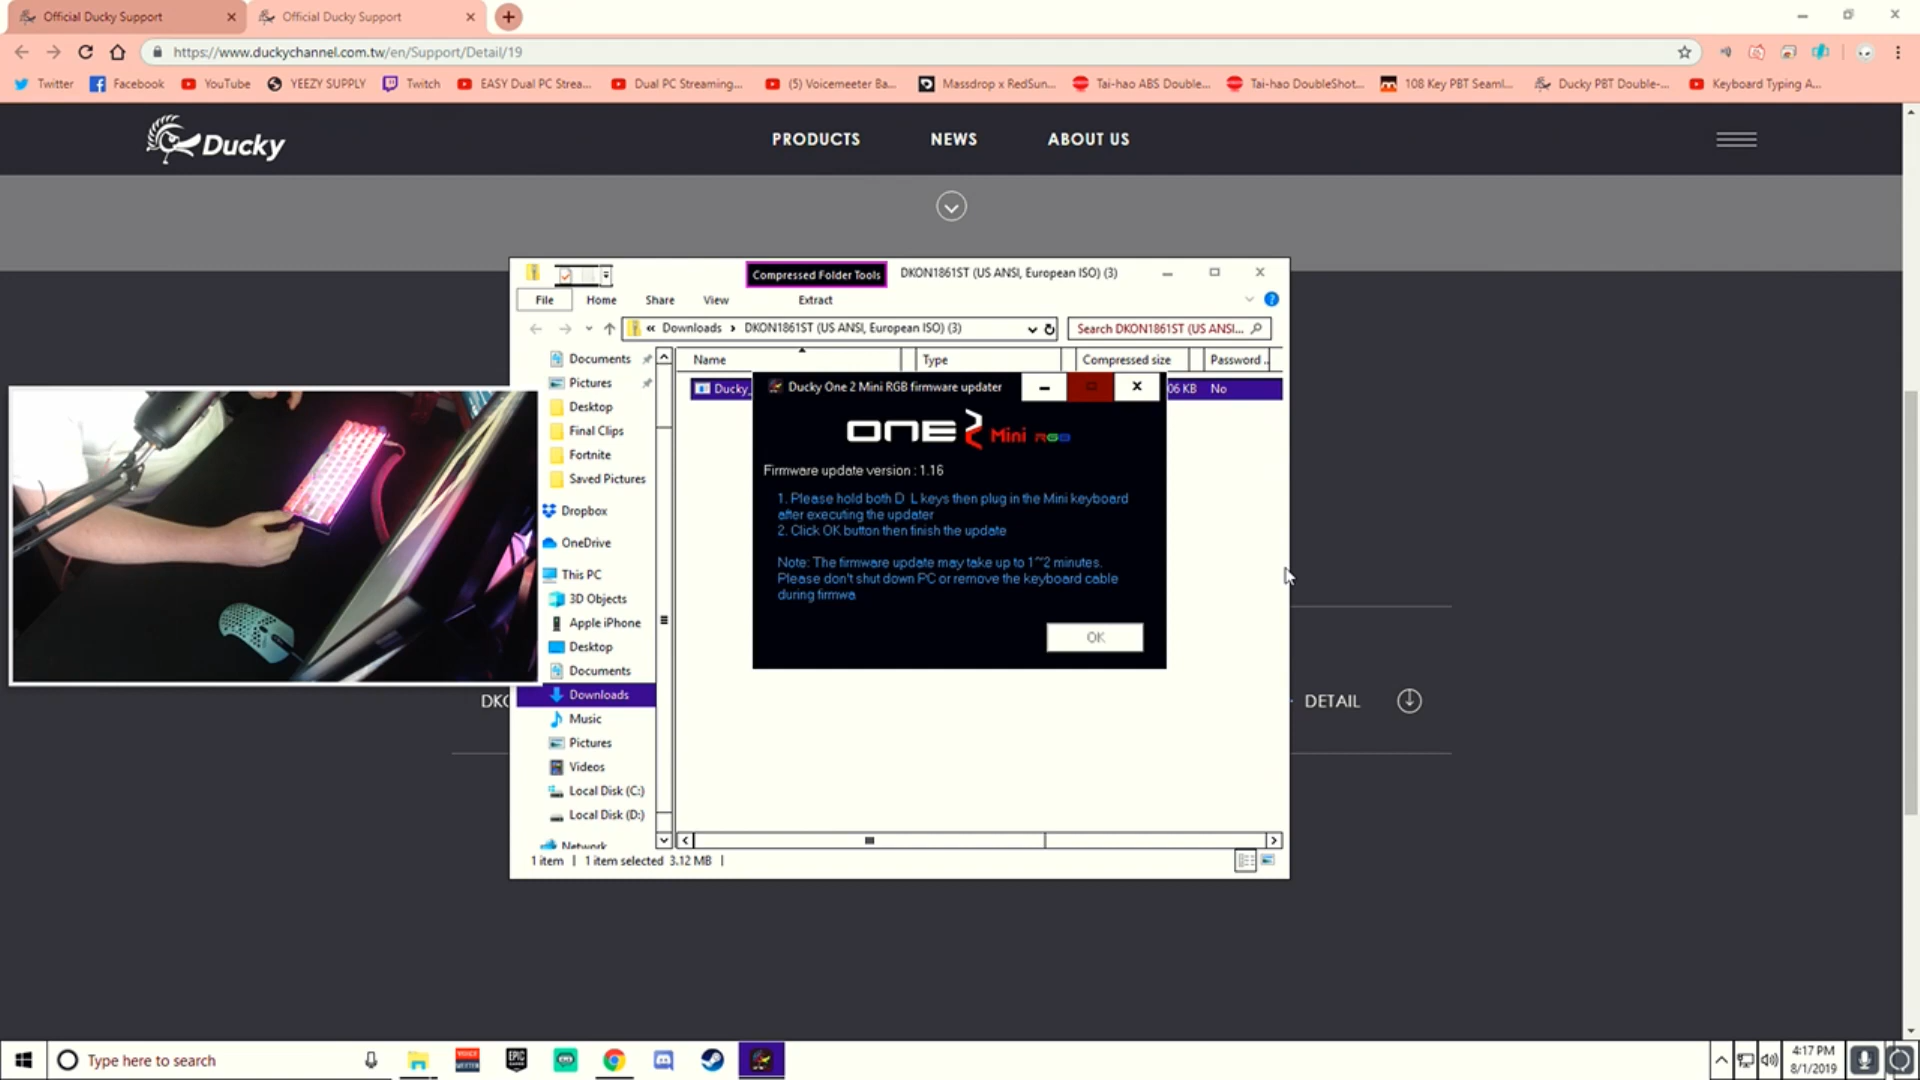 Official Ducky Support
Official Ducky Support
https://www.duckychannel.com.tw/en/Support/Detail/19
Twitter
Facebook
YouTube
YEEZY SUPPLY
Twitch
EASY Dual PC Strea...
Dual PC Streaming...
(5) Voicemeeter Ba...
Massdrop x RedSun...
Tai-hao ABS Double...
Tai-hao DoubleShot...
108 Key PBT Seaml...
Ducky PBT Double-...
Keyboard Typing A...
Ducky
PRODUCTS
NEWS
ABOUT US
Compressed Folder Tools
DKON1861ST (US ANSI, European ISO) (3)
File
Home
Share
View
Extract
« Downloads > DKON1861ST (US ANSI, European ISO) (3)
Search DKON1861ST (US ANSI...
Documents
Pictures
Desktop
Final Clips
Fortnite
Saved Pictures
Dropbox
OneDrive
This PC
3D Objects
Apple iPhone
Desktop
Documents
Downloads
Music
Pictures
Videos
Local Disk (C:)
Local Disk (D:)
Network
Name
Type
Compressed size
Password ..
Ducky_
06 KB
No
Ducky One 2 Mini RGB firmware updater
ONE 2 Mini RGB
Firmware update version : 1.16
1. Please hold both D L keys then plug in the Mini keyboard
after executing the updater
2. Click OK button then finish the update
Note: The firmware update may take up to 1~2 minutes.
Please don't shut down PC or remove the keyboard cable
during firmwa
OK
1 item
1 item selected 3.12 MB
DKO
DETAIL
Type here to search
VOICE
MEETER
EPIC
GAMES
4:17 PM
8/1/2019